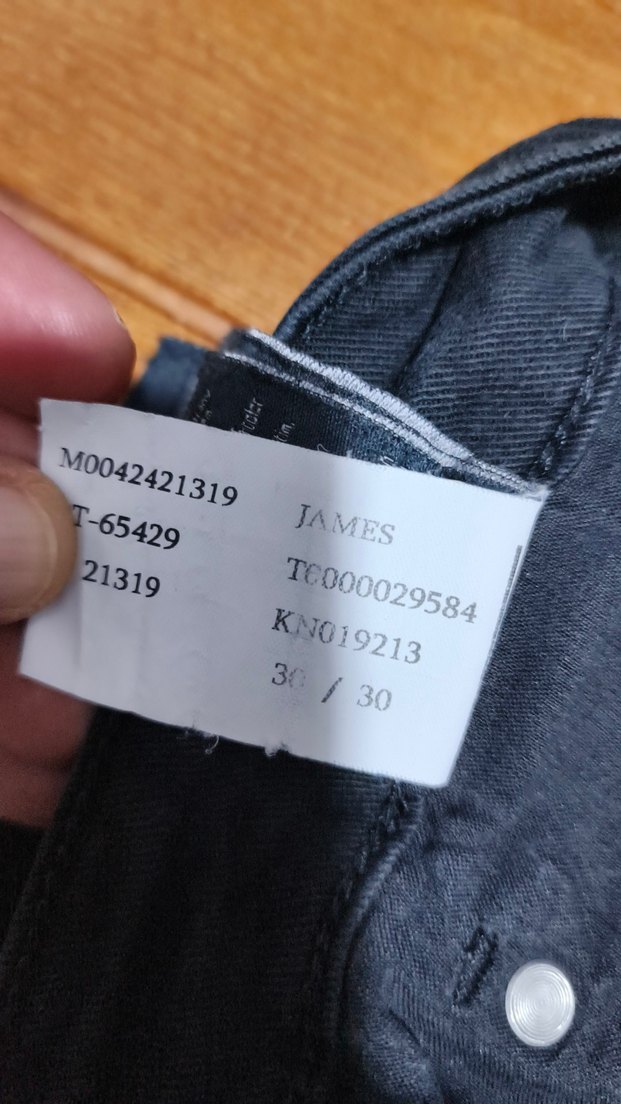 M0042421319
T-65429
21319
JAMES
T0000029584
KN019213
30 / 30